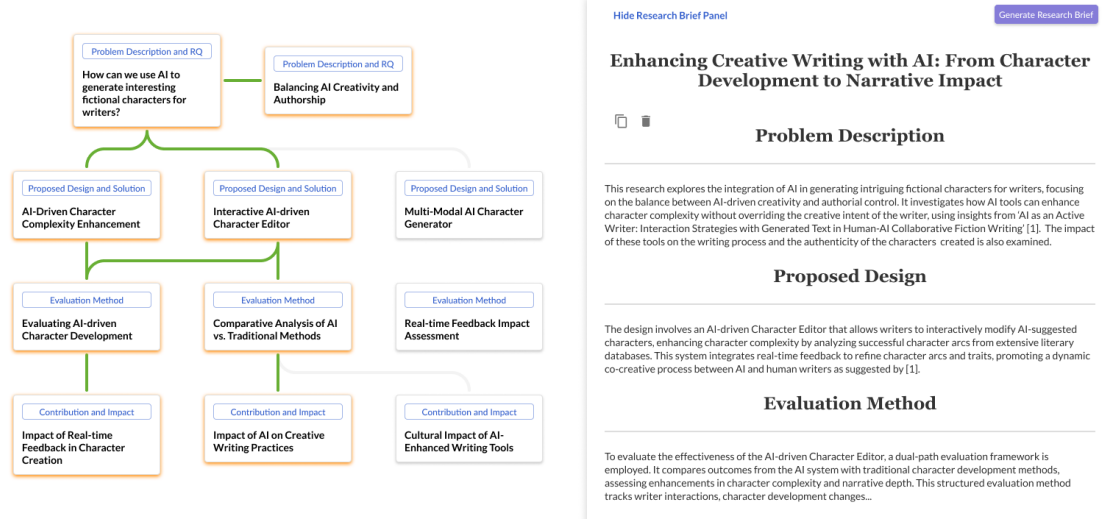 Problem Description and RQ
How can we use AI to
generate interesting
fictional characters for
writers?
Problem Description and RQ
Balancing AI Creativity and
Authorship
Proposed Design and Solution
AI-Driven Character
Complexity Enhancement
Proposed Design and Solution
Interactive AI-driven
Character Editor
Proposed Design and Solution
Multi-Modal AI Character
Generator
Evaluation Method
Evaluating AI-driven
Character Development
Evaluation Method
Comparative Analysis of AI
vs. Traditional Methods
Evaluation Method
Real-time Feedback Impact
Assessment
Contribution and Impact
Impact of Real-time
Feedback in Character
Creation
Contribution and Impact
Impact of AI on Creative
Writing Practices
Contribution and Impact
Cultural Impact of AI-
Enhanced Writing Tools
Hide Research Brief Panel
Generate Research Brief
Enhancing Creative Writing with AI: From Character
Development to Narrative Impact
Problem Description
This research explores the integration of AI in generating intriguing fictional characters for writers, focusing
on the balance between AI-driven creativity and authorial control. It investigates how AI tools can enhance
character complexity without overriding the creative intent of the writer, using insights from ‘AI as an Active
Writer: Interaction Strategies with Generated Text in Human-AI Collaborative Fiction Writing’ [1]. The impact
of these tools on the writing process and the authenticity of the characters created is also examined.
Proposed Design
The design involves an AI-driven Character Editor that allows writers to interactively modify AI-suggested
characters, enhancing character complexity by analyzing successful character arcs from extensive literary
databases. This system integrates real-time feedback to refine character arcs and traits, promoting a dynamic
co-creative process between AI and human writers as suggested by [1].
Evaluation Method
To evaluate the effectiveness of the AI-driven Character Editor, a dual-path evaluation framework is
employed. It compares outcomes from the AI system with traditional character development methods,
assessing enhancements in character complexity and narrative depth. This structured evaluation method
tracks writer interactions, character development changes...